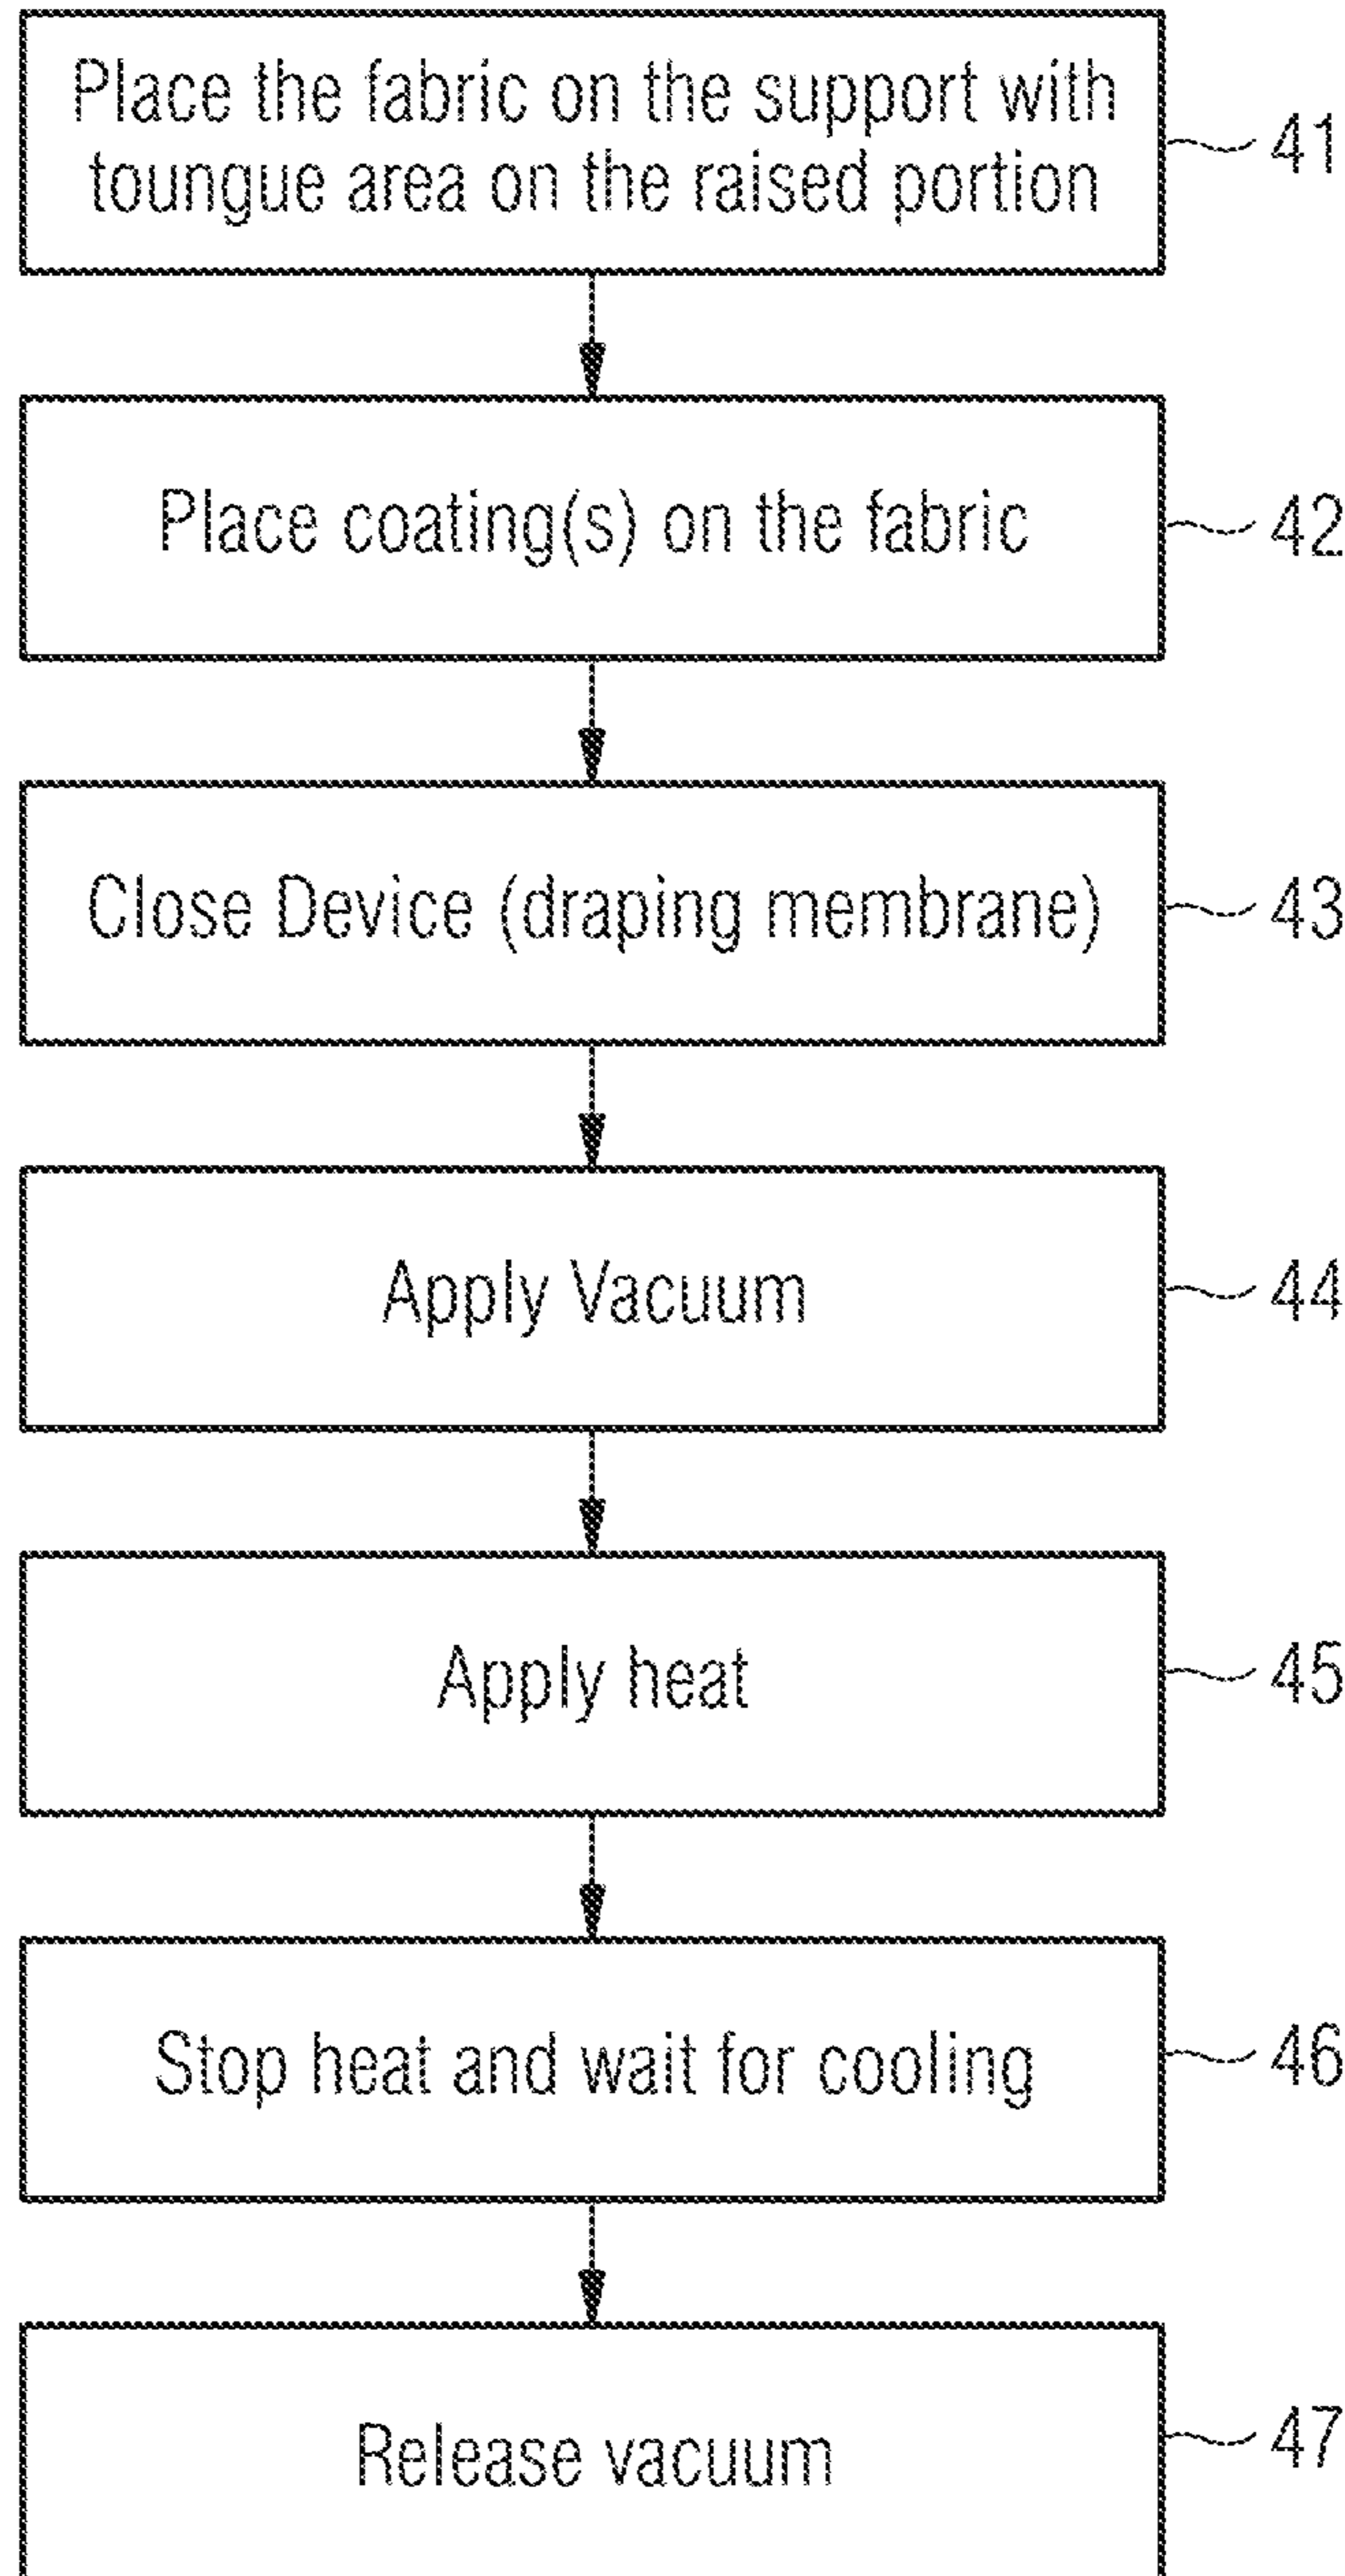 Place the fabric on the support with
toungue area on the raised portion
41
Place coating(s) on the fabric
42
Close Device (draping membrane)
43
Apply Vacuum
44
Apply heat
45
Stop heat and wait for cooling
46
Release vacuum
47